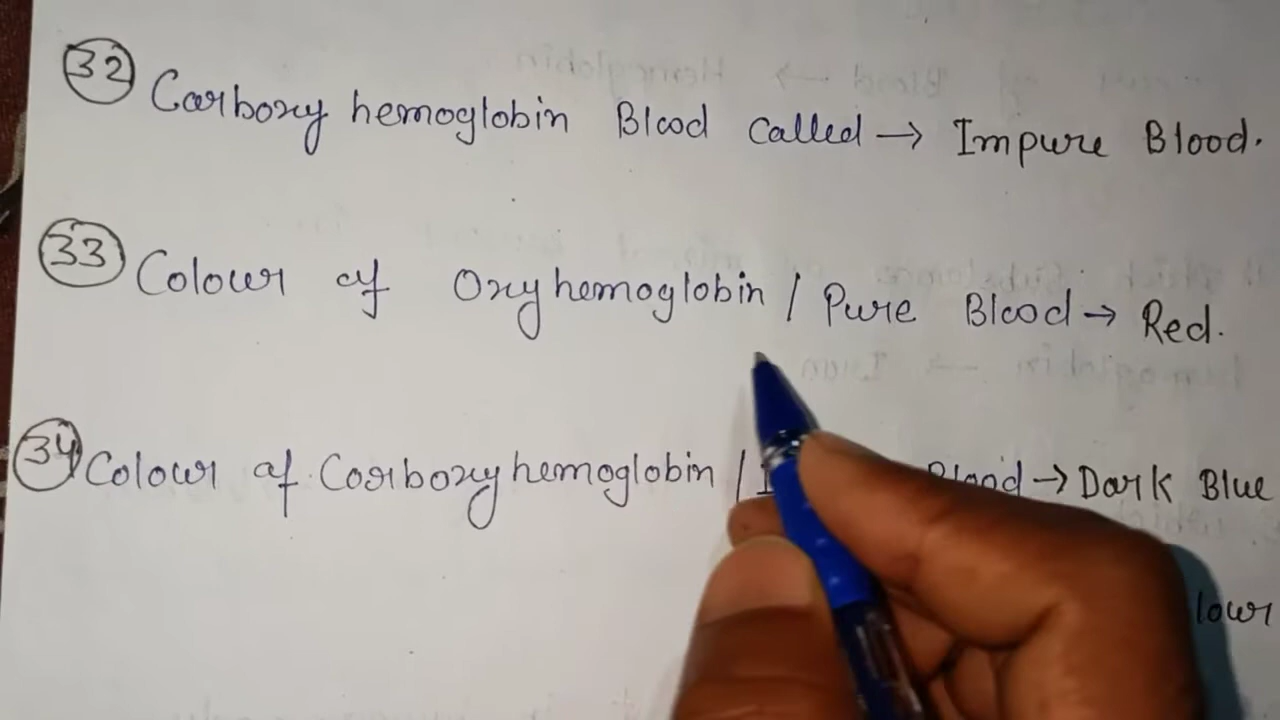 32 Carboxy hemoglobin Blood Called → Impure Blood.
33 Colour of Oxyhemoglobin / Pure Blood → Red.
34 Colour of Carboxyhemoglobin / Blood → Dark Blue
lour